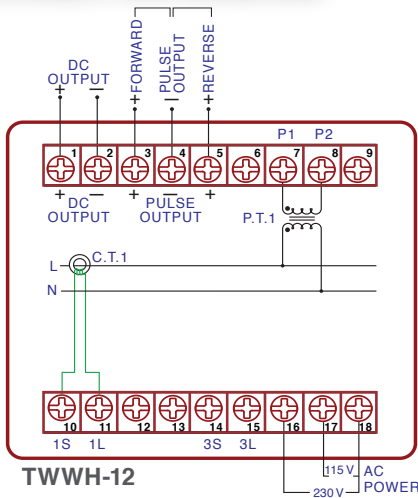 DC
OUTPUT
+ −
+FORWARD
PULSE
OUTPUT
−
+REVERSE
1 2 3 4 5 6 7 8 9
P1 P2
+ − + − +
DC
OUTPUT
PULSE
OUTPUT
P.T.1
L
C.T.1
N
10 11 12 13 14 15 16 17 18
1S 1L 3S 3L
TWWH-12
115 V
230 V
AC
POWER